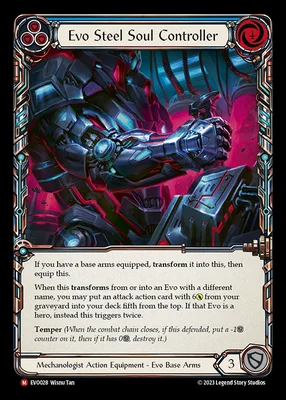 Evo Steel Soul Controller
If you have a base arms equipped, transform it into this, then
equip this.
When this transforms from or into an Evo with a different
name, you may put an attack action card with 6 from your
graveyard into your deck fifth from the top. If that Evo is a
hero, instead this triggers twice.
Temper (When the combat chain closes, if this defended, put a -1
counter on it, then if it has 0, destroy it.)
Mechanologist Action Equipment - Evo Base Arms
3
M EVO028 Wisnu Tan
© 2023 Legend Story Studios